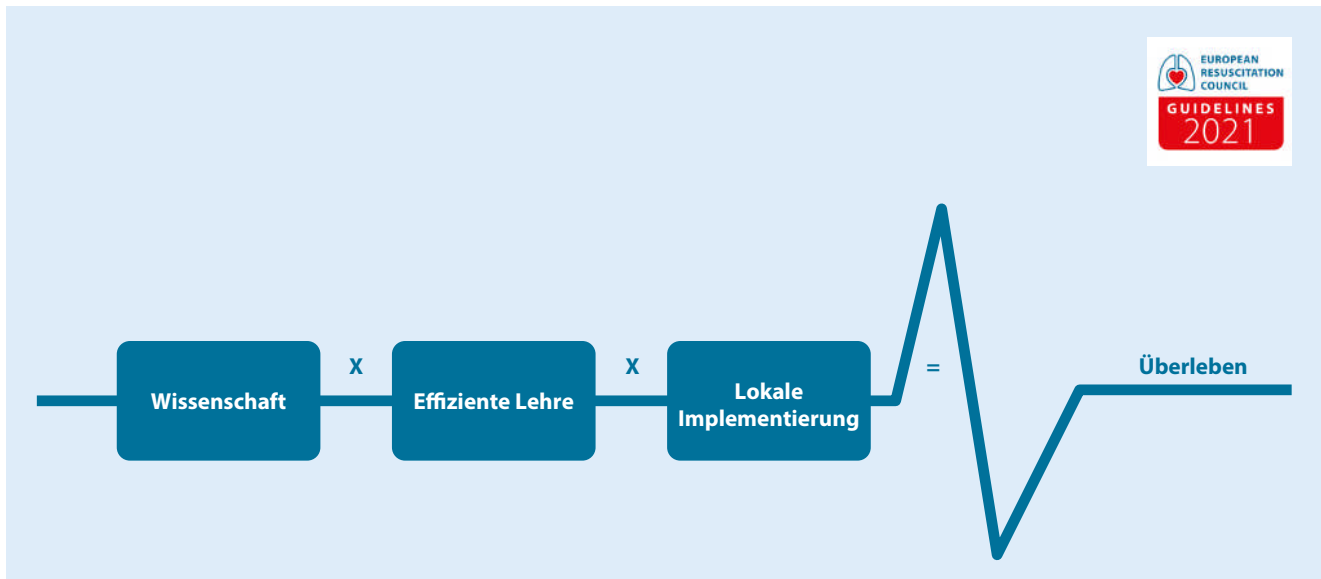 EUROPEAN
RESUSCITATION
COUNCIL
GUIDELINES
2021
Wissenschaft
X
Effiziente Lehre
X
Lokale
Implementierung
=
Überleben